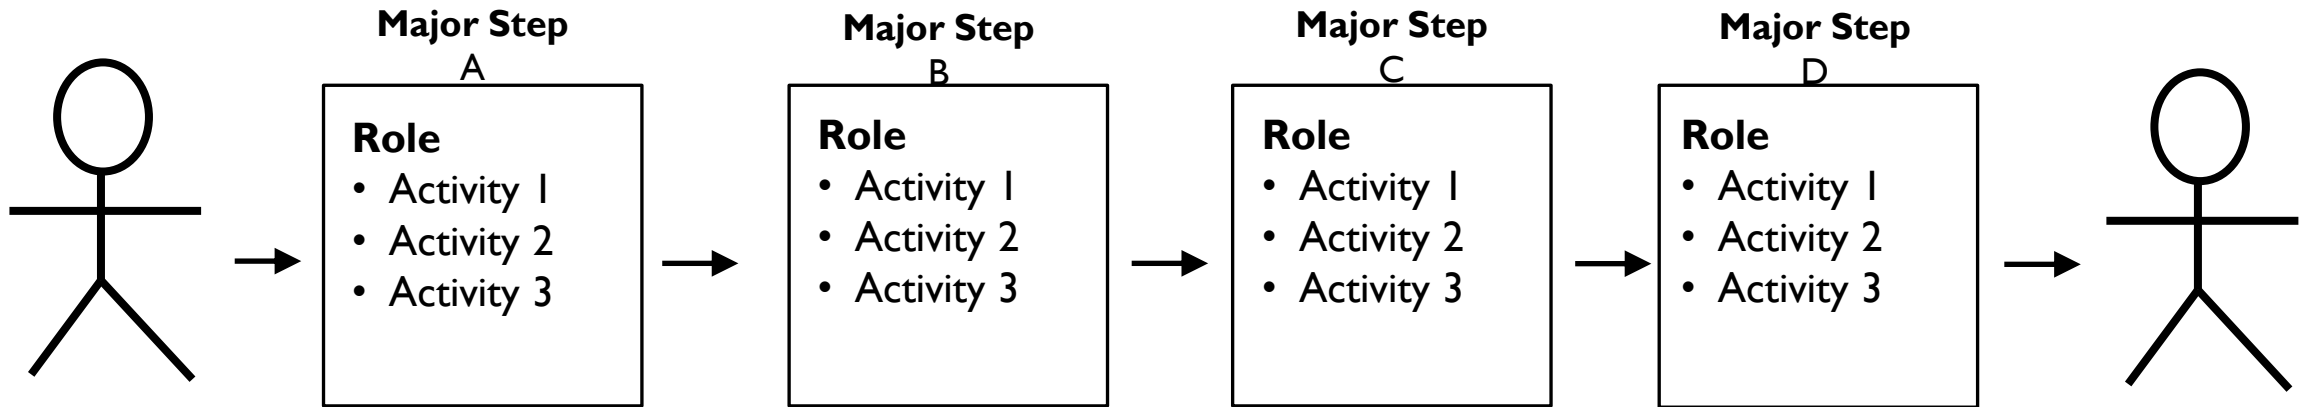 Major Step
A
Role
• Activity 1
• Activity 2
• Activity 3
Major Step
B
Role
• Activity 1
• Activity 2
• Activity 3
Major Step
C
Role
• Activity 1
• Activity 2
• Activity 3
Major Step
D
Role
• Activity 1
• Activity 2
• Activity 3